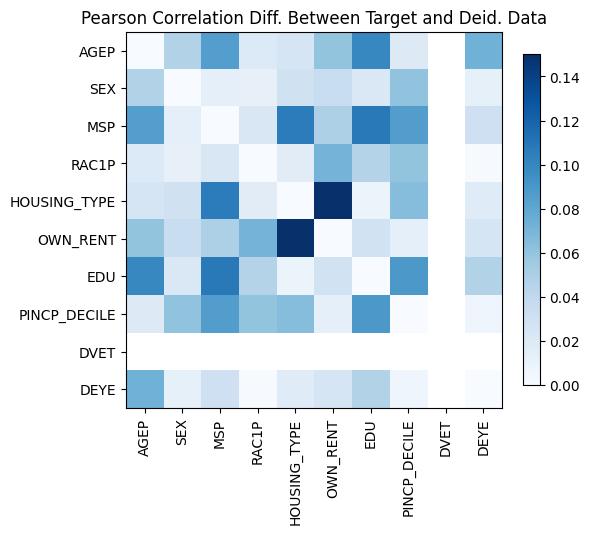 Pearson Correlation Diff. Between Target and Deid. Data
AGEP
SEX
MSP
RAC1P
HOUSING_TYPE
OWN_RENT
EDU
PINCP_DECILE
DVET
DEYE
AGEP
SEX
MSP
RAC1P
HOUSING_TYPE
OWN_RENT
EDU
PINCP_DECILE
DVET
DEYE
0.14
0.12
0.10
0.08
0.06
0.04
0.02
0.00